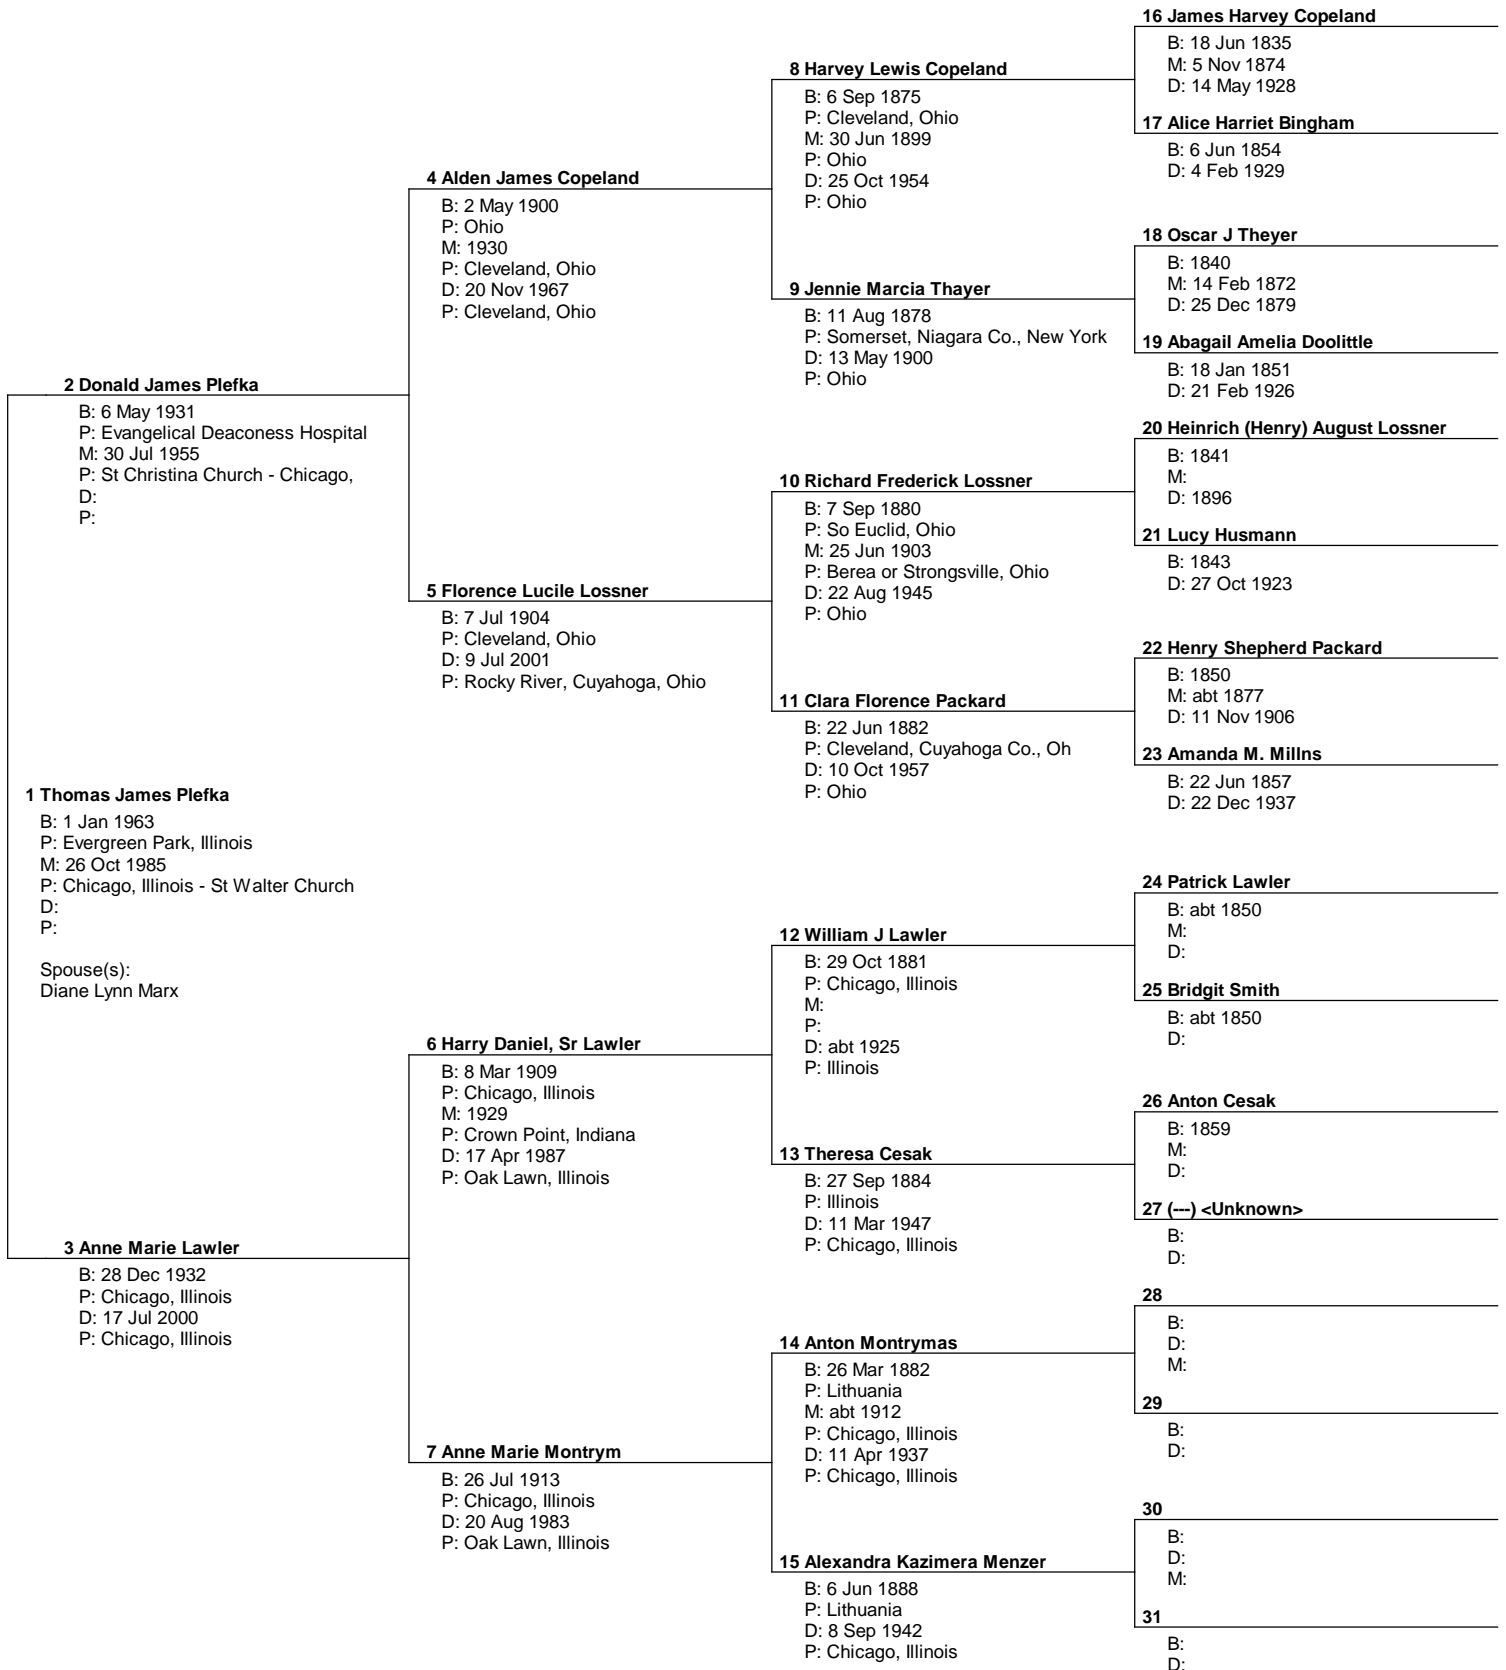 16 James Harvey Copeland
B: 18 Jun 1835
M: 5 Nov 1874
D: 14 May 1928
8 Harvey Lewis Copeland
B: 6 Sep 1875
P: Cleveland, Ohio
M: 30 Jun 1899
P: Ohio
D: 25 Oct 1954
P: Ohio
17 Alice Harriet Bingham
B: 6 Jun 1854
D: 4 Feb 1929
4 Alden James Copeland
B: 2 May 1900
P: Ohio
M: 1930
P: Cleveland, Ohio
D: 20 Nov 1967
P: Cleveland, Ohio
18 Oscar J Theyer
B: 1840
M: 14 Feb 1872
D: 25 Dec 1879
9 Jennie Marcia Thayer
B: 11 Aug 1878
P: Somerset, Niagara Co., New York
D: 13 May 1900
P: Ohio
19 Abagail Amelia Doolittle
B: 18 Jan 1851
D: 21 Feb 1926
2 Donald James Plefka
B: 6 May 1931
P: Evangelical Deaconess Hospital
M: 30 Jul 1955
P: St Christina Church - Chicago,
D:
P:
20 Heinrich (Henry) August Lossner
B: 1841
M:
D: 1896
10 Richard Frederick Lossner
B: 7 Sep 1880
P: So Euclid, Ohio
M: 25 Jun 1903
P: Berea or Strongsville, Ohio
D: 22 Aug 1945
P: Ohio
21 Lucy Husmann
B: 1843
D: 27 Oct 1923
5 Florence Lucile Lossner
B: 7 Jul 1904
P: Cleveland, Ohio
D: 9 Jul 2001
P: Rocky River, Cuyahoga, Ohio
22 Henry Shepherd Packard
B: 1850
M: abt 1877
D: 11 Nov 1906
11 Clara Florence Packard
B: 22 Jun 1882
P: Cleveland, Cuyahoga Co., Oh
D: 10 Oct 1957
P: Ohio
23 Amanda M. Millns
B: 22 Jun 1857
D: 22 Dec 1937
1 Thomas James Plefka
B: 1 Jan 1963
P: Evergreen Park, Illinois
M: 26 Oct 1985
P: Chicago, Illinois - St Walter Church
D:
P:
Spouse(s):
Diane Lynn Marx
24 Patrick Lawler
B: abt 1850
M:
D:
12 William J Lawler
B: 29 Oct 1881
P: Chicago, Illinois
M:
P:
D: abt 1925
P: Illinois
25 Bridgit Smith
B: abt 1850
D:
6 Harry Daniel, Sr Lawler
B: 8 Mar 1909
P: Chicago, Illinois
M: 1929
P: Crown Point, Indiana
D: 17 Apr 1987
P: Oak Lawn, Illinois
26 Anton Cesak
B: 1859
M:
D:
13 Theresa Cesak
B: 27 Sep 1884
P: Illinois
D: 11 Mar 1947
P: Chicago, Illinois
27 (---) <Unknown>
B:
D:
3 Anne Marie Lawler
B: 28 Dec 1932
P: Chicago, Illinois
D: 17 Jul 2000
P: Chicago, Illinois
28
B:
D:
M:
14 Anton Montrymas
B: 26 Mar 1882
P: Lithuania
M: abt 1912
P: Chicago, Illinois
D: 11 Apr 1937
P: Chicago, Illinois
29
B:
D:
7 Anne Marie Montrym
B: 26 Jul 1913
P: Chicago, Illinois
D: 20 Aug 1983
P: Oak Lawn, Illinois
30
B:
D:
M:
15 Alexandra Kazimera Menzer
B: 6 Jun 1888
P: Lithuania
D: 8 Sep 1942
P: Chicago, Illinois
31
B:
D: